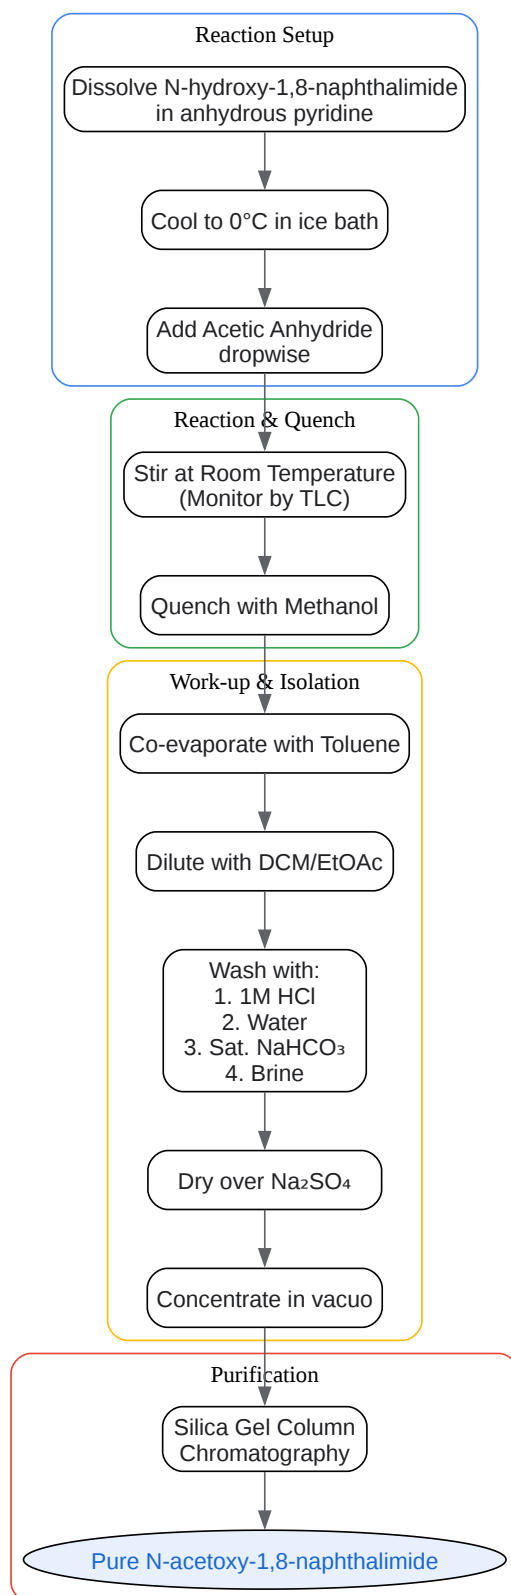 Reaction Setup
Dissolve N-hydroxy-1,8-naphthalimide
in anhydrous pyridine
Cool to 0°C in ice bath
Add Acetic Anhydride
dropwise
Reaction & Quench
Stir at Room Temperature
(Monitor by TLC)
Quench with Methanol
Work-up & Isolation
Co-evaporate with Toluene
Dilute with DCM/EtOAc
Wash with:
1. 1M HCl
2. Water
3. Sat. NaHCO₃
4. Brine
Dry over Na₂SO₄
Concentrate in vacuo
Purification
Silica Gel Column
Chromatography
Pure N-acetoxy-1,8-naphthalimide